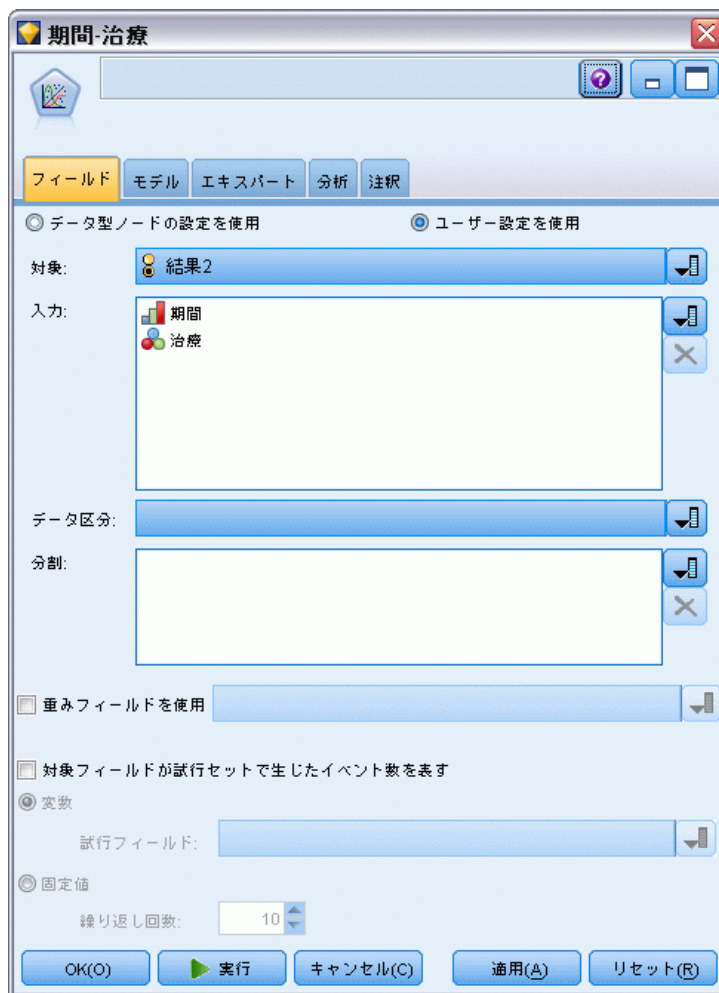 期間-治療
フィールド モデル エキスパート 分析 注釈
データ型ノードの設定を使用 ユーザー設定を使用
対象: 結果2
入力: 期間
治療
データ区分:
分割:
重みフィールドを使用
対象フィールドが試行セットで生じたイベント数を表す
変数
試行フィールド:
固定値
繰り返し回数: 10
OK(O) 実行 キャンセル(C) 適用(A) リセット(R)